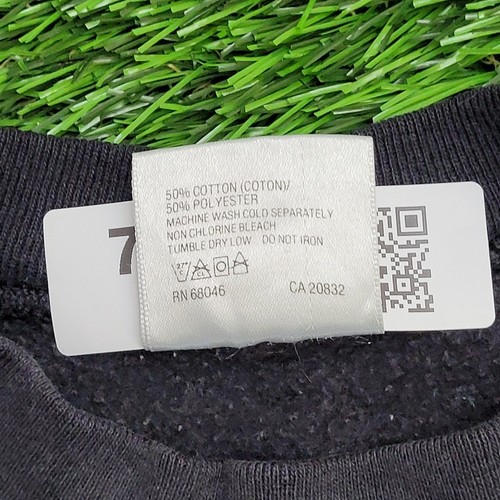 50% COTTON (COTON)/
50% POLYESTER
MACHINE WASH COLD SEPARATELY
NON CHLORINE BLEACH
TUMBLE DRY LOW DO NOT IRON
RN 68046 CA 20832
7